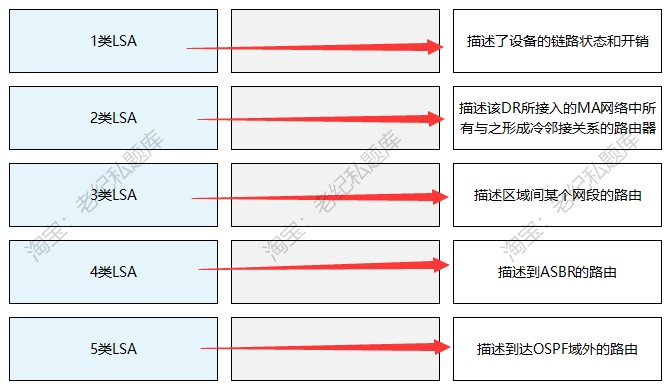 1类LSA
描述了设备的链路状态和开销
2类LSA
描述该DR所接入的MA网络中所
有与之形成冷邻接关系的路由器
3类LSA
描述区域间某个网段的路由
4类LSA
描述到ASBR的路由
5类LSA
描述到达OSPF域外的路由
淘宝：老纪私题库
淘宝：老纪私题库
淘宝：老纪私题库